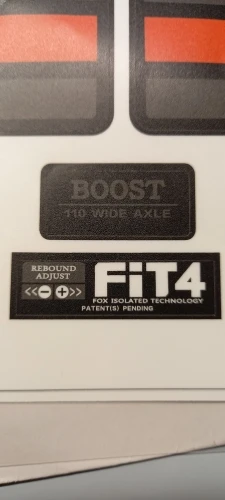 BOOST
110 WIDE AXLE
REBOUND
ADJUST
<<⊖⊕>>
FiT4
FOX ISOLATED TECHNOLOGY
PATENT(S) PENDING